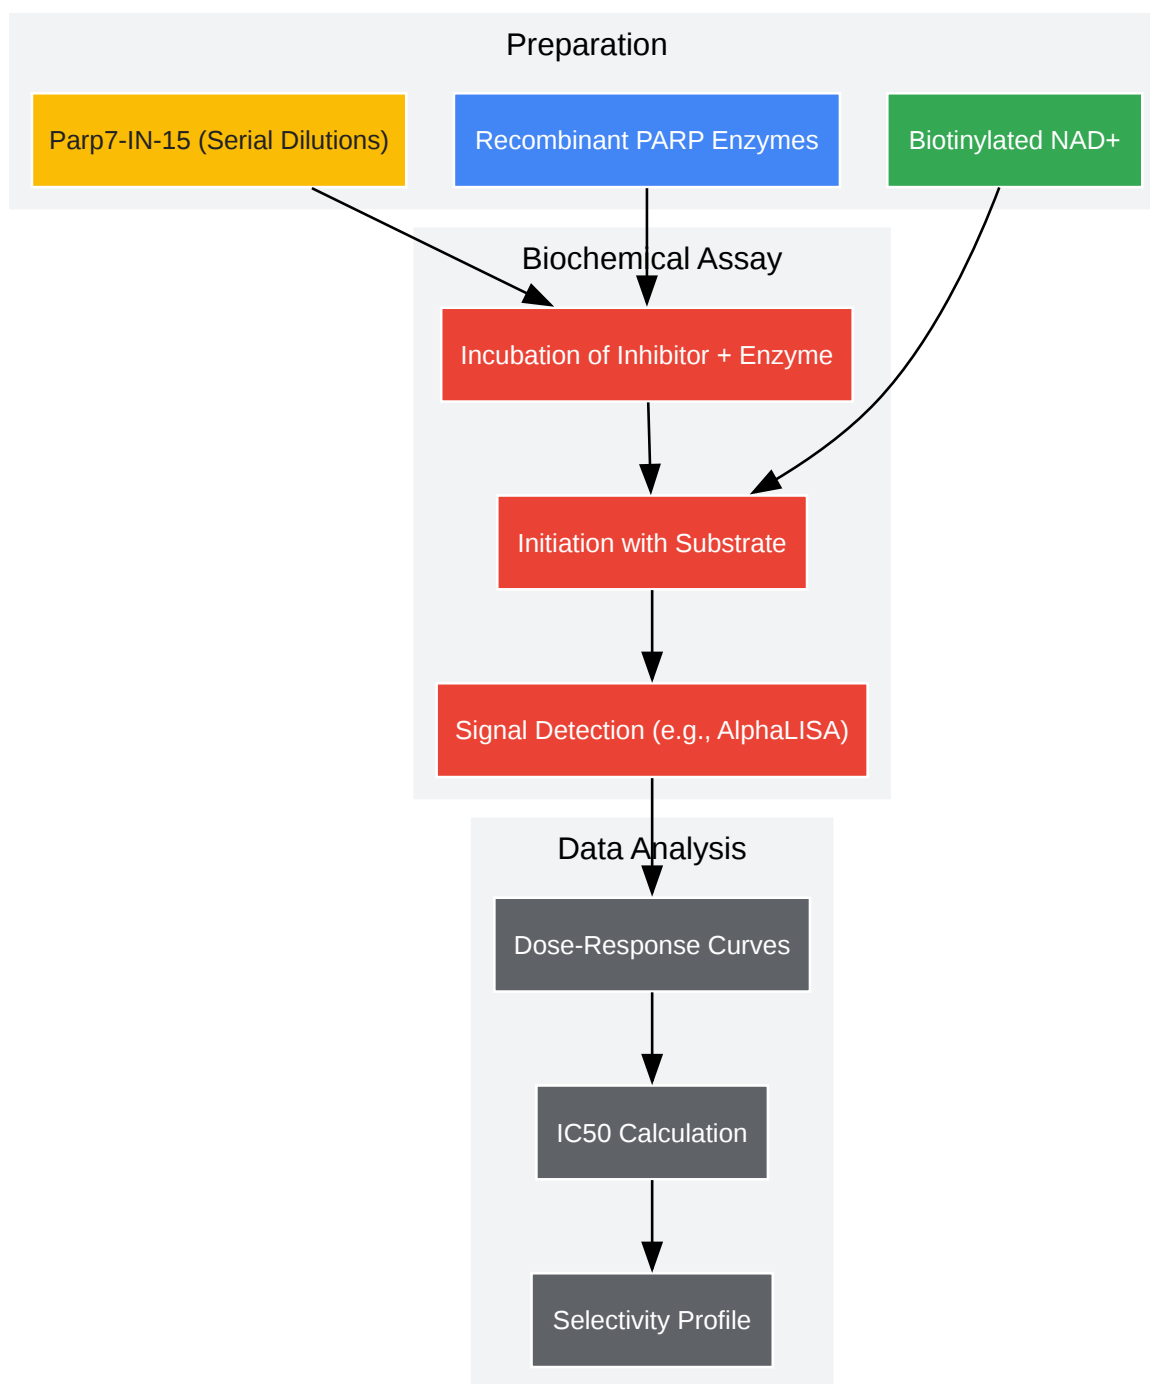 Preparation
Parp7-IN-15 (Serial Dilutions)
Recombinant PARP Enzymes
Biotinylated NAD+
Biochemical Assay
Incubation of Inhibitor + Enzyme
Initiation with Substrate
Signal Detection (e.g., AlphaLISA)
Data Analysis
Dose-Response Curves
IC50 Calculation
Selectivity Profile